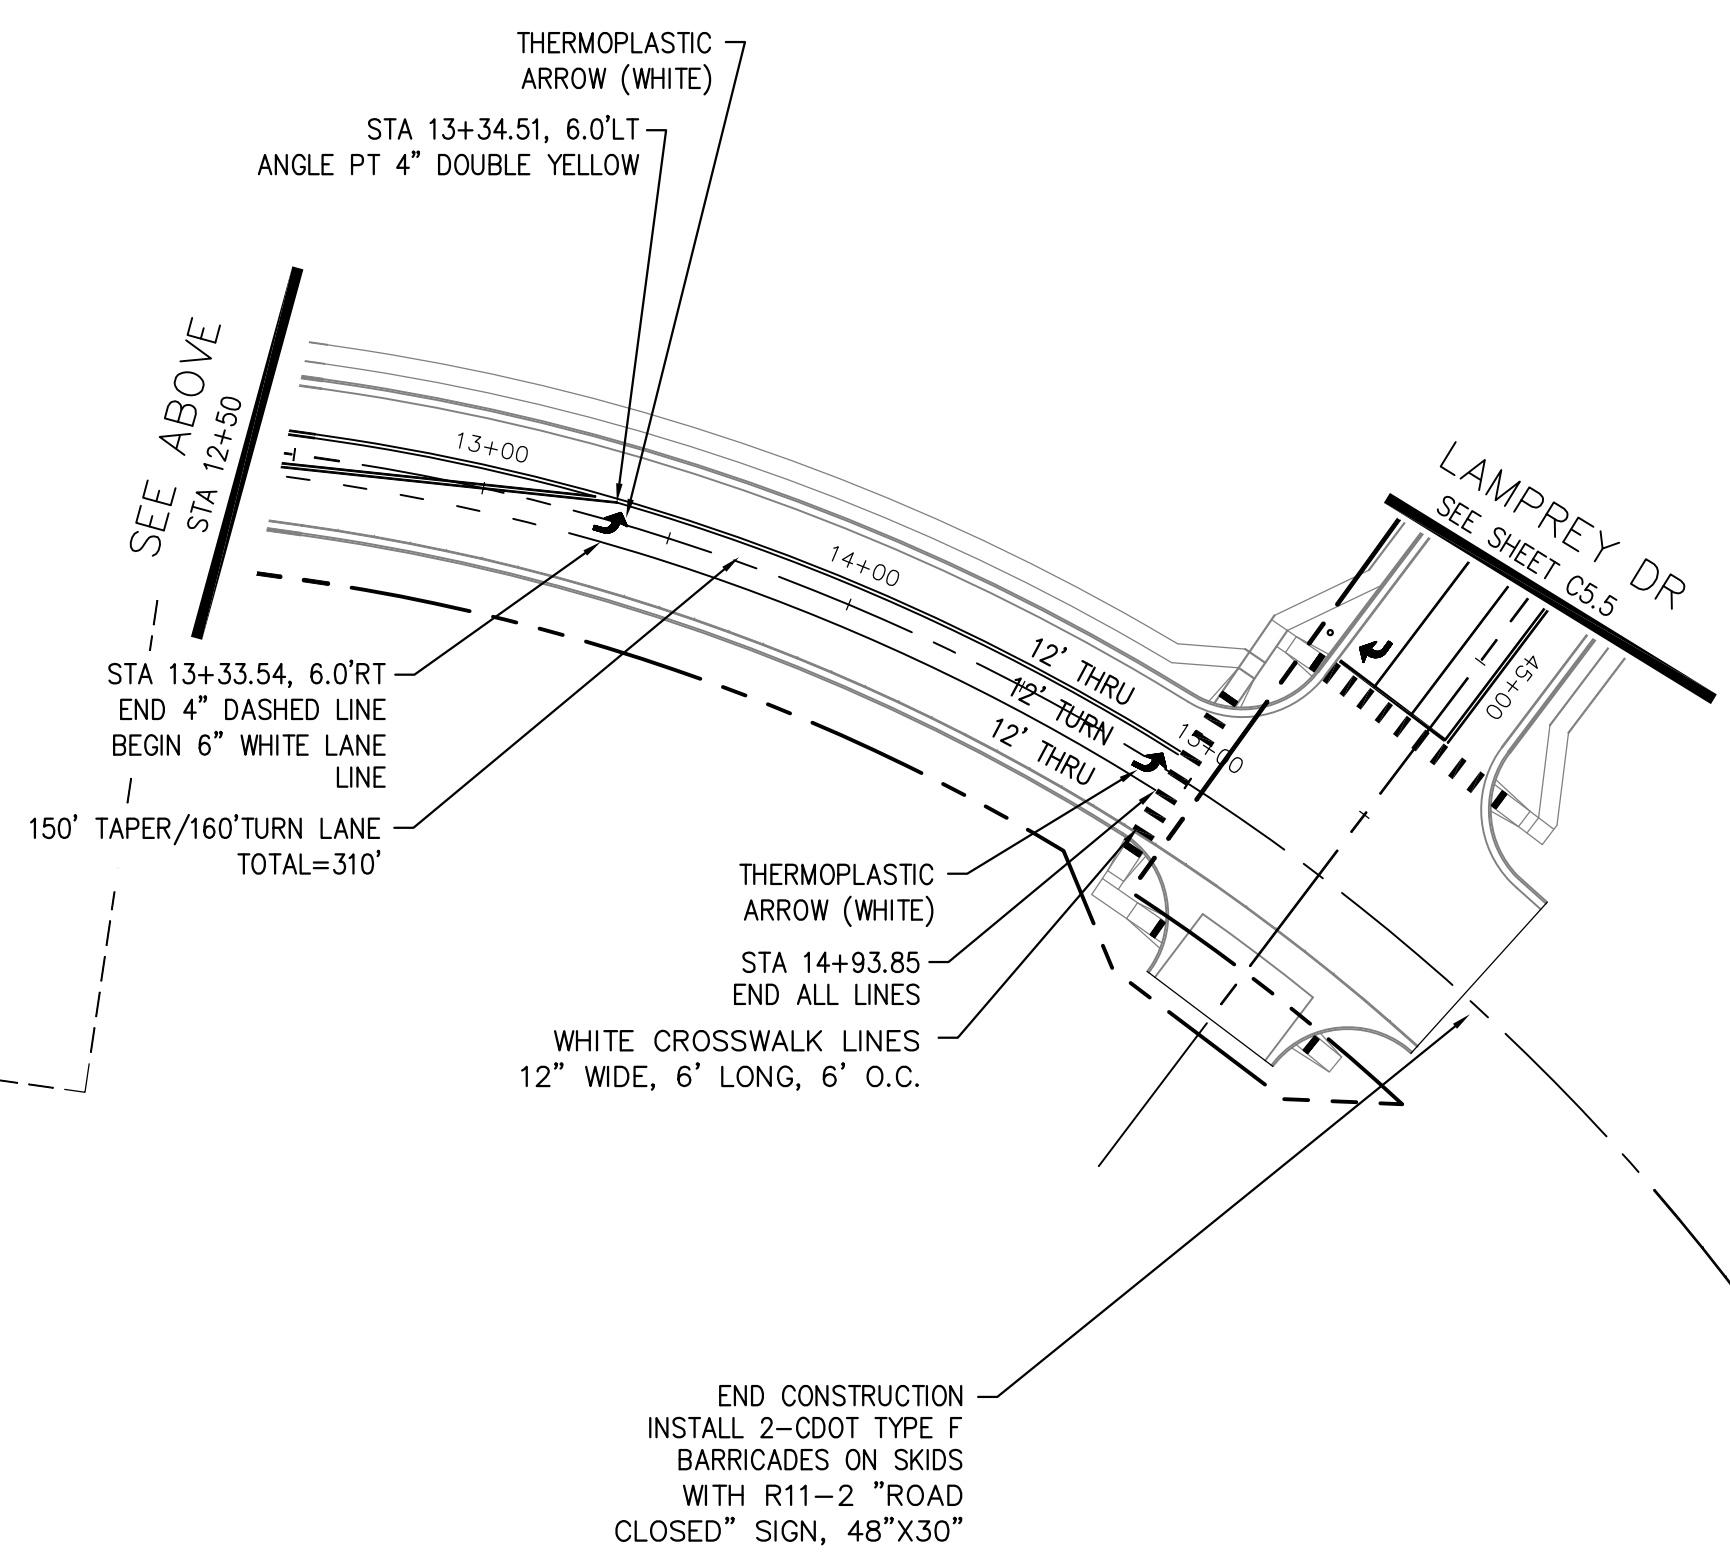 THERMOPLASTIC
ARROW (WHITE)
STA 13+34.51, 6.0'LT
ANGLE PT 4" DOUBLE YELLOW
SEE ABOVE
STA 12+50
13+00
14+00
12' THRU
12' TURN
12' THRU
15+00
LAMPREY DR
SEE SHEET C5.5
45+00
STA 13+33.54, 6.0'RT
END 4" DASHED LINE
BEGIN 6" WHITE LANE
LINE
150' TAPER/160'TURN LANE
TOTAL=310'
THERMOPLASTIC
ARROW (WHITE)
STA 14+93.85
END ALL LINES
WHITE CROSSWALK LINES
12" WIDE, 6' LONG, 6' O.C.
END CONSTRUCTION
INSTALL 2-CDOT TYPE F
BARRICADES ON SKIDS
WITH R11-2 "ROAD
CLOSED" SIGN, 48"X30"